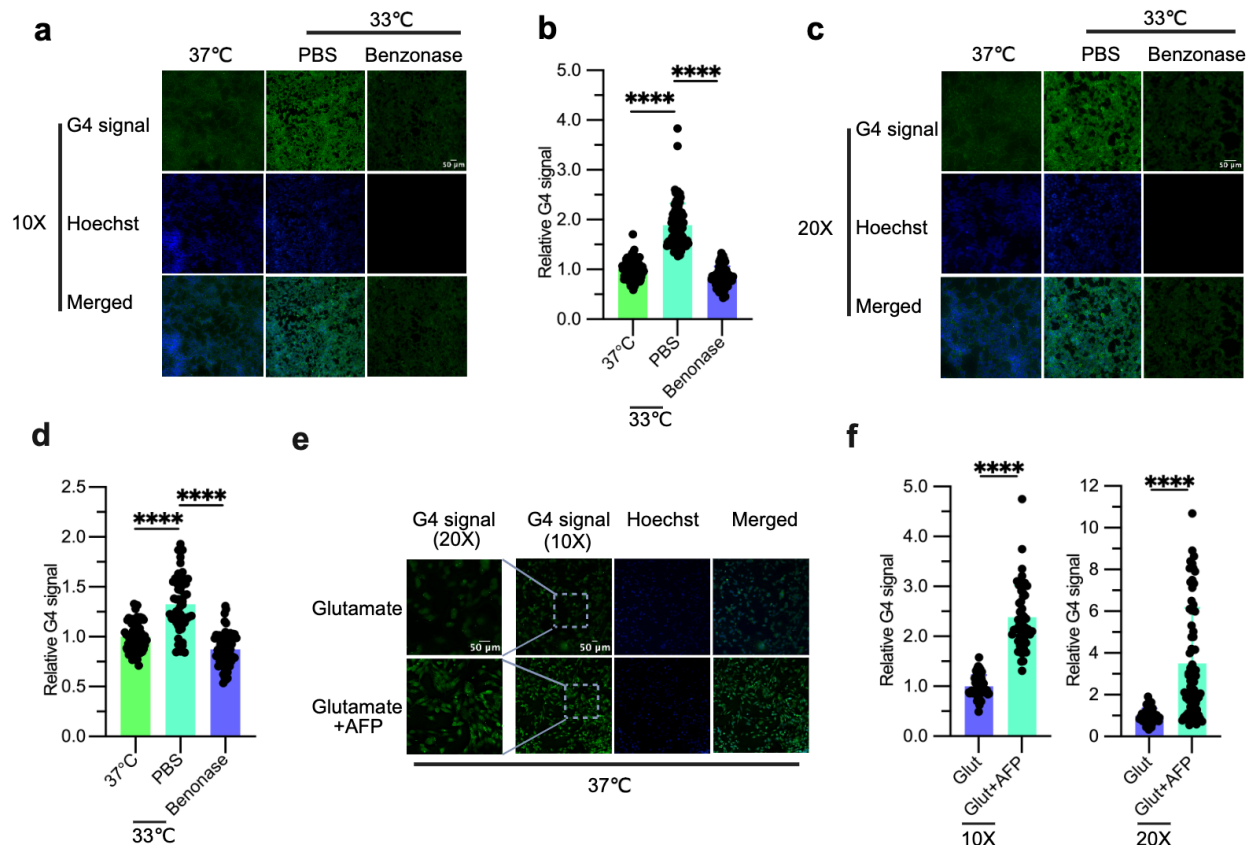 a
33℃
37℃ PBS Benzonase
G4 signal
50 μm
10X
Hoechst
Merged
b
Relative G4 signal
5.0
4.0
3.0
2.0
1.0
0.0
****
****
37°C
PBS
Benonase
33℃
c
33℃
37℃ PBS Benzonase
G4 signal
50 μm
20X
Hoechst
Merged
d
Relative G4 signal
2.5
2.0
1.5
1.0
0.5
0.0
****
****
37°C
PBS
Benonase
33℃
e
G4 signal (20X)
G4 signal (10X)
Hoechst
Merged
Glutamate
50 μm
50 μm
Glutamate
+AFP
37℃
f
Relative G4 signal
5.0
4.0
3.0
2.0
1.0
0.0
****
Glut
Glut+AFP
10X
Relative G4 signal
12
10
8
6
4
2
0
****
Glut
Glut+AFP
20X